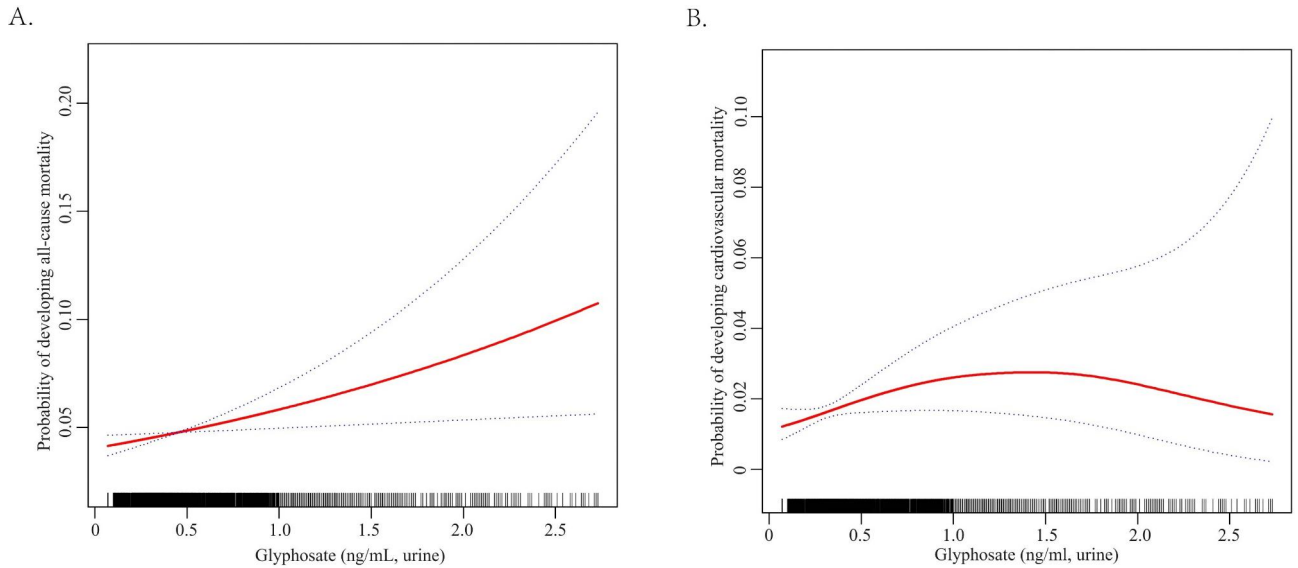 A.
Probability of developing all-cause mortality
0.20
0.15
0.10
0.05
0 0.5 1.0 1.5 2.0 2.5
Glyphosate (ng/mL, urine)
B.
Probability of developing cardiovascular mortality
0.10
0.08
0.06
0.04
0.02
0
0 0.5 1.0 1.5 2.0 2.5
Glyphosate (ng/ml, urine)